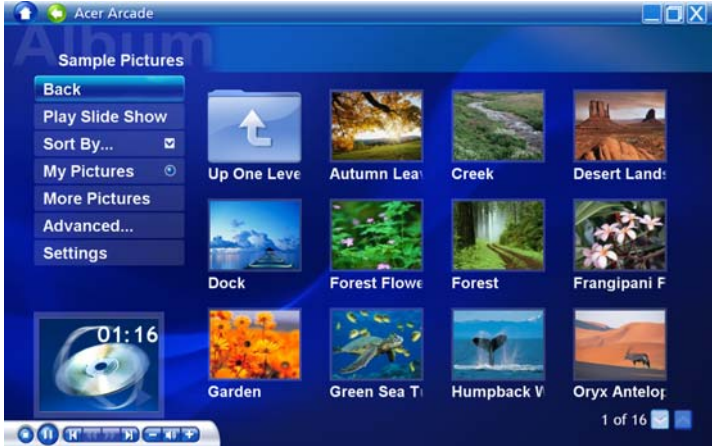 Acer Arcade
Album
Sample Pictures
Back
Play Slide Show
Sort By...
My Pictures
More Pictures
Advanced...
Settings
Up One Leve
Autumn Lea
Creek
Desert Lands
Dock
Forest Flowe
Forest
Frangipani F
Garden
Green Sea T
Humpback W
Oryx Antelop
01:16
1 of 16